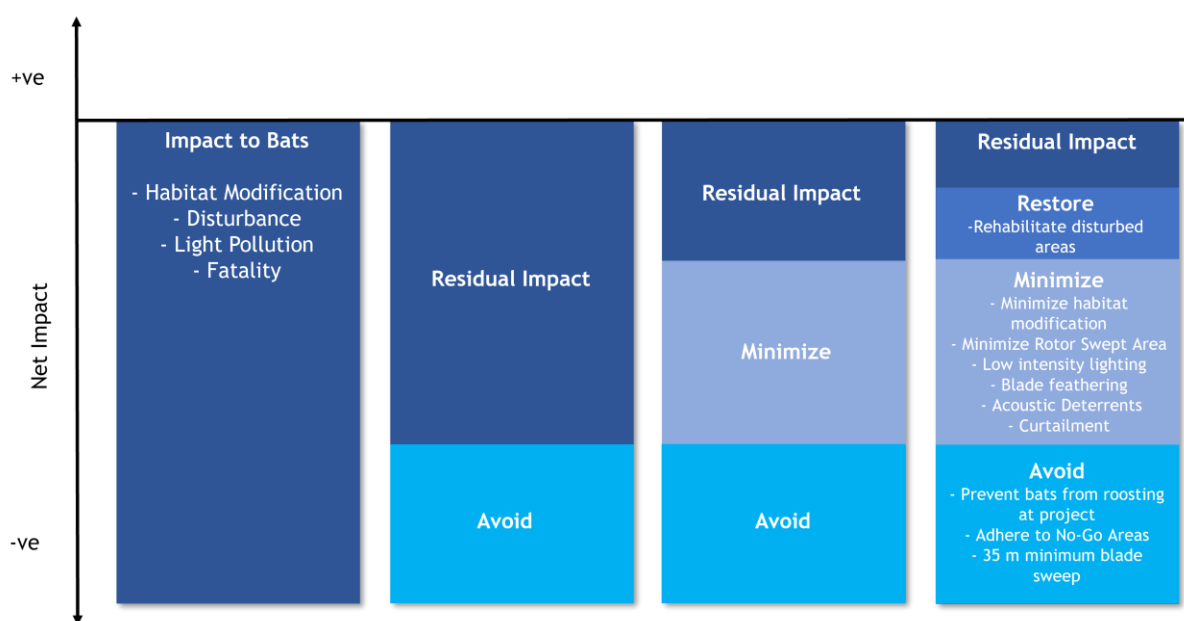 +ve
Net Impact
-ve
Impact to Bats
- Habitat Modification
- Disturbance
- Light Pollution
- Fatality
Residual Impact
Avoid
Residual Impact
Minimize
Avoid
Residual Impact
Restore
-Rehabilitate disturbed
areas
Minimize
- Minimize habitat
modification
- Minimize Rotor Swept Area
- Low intensity lighting
- Blade feathering
- Acoustic Deterrents
- Curtailment
Avoid
- Prevent bats from roosting
at project
- Adhere to No-Go Areas
- 35 m minimum blade
sweep